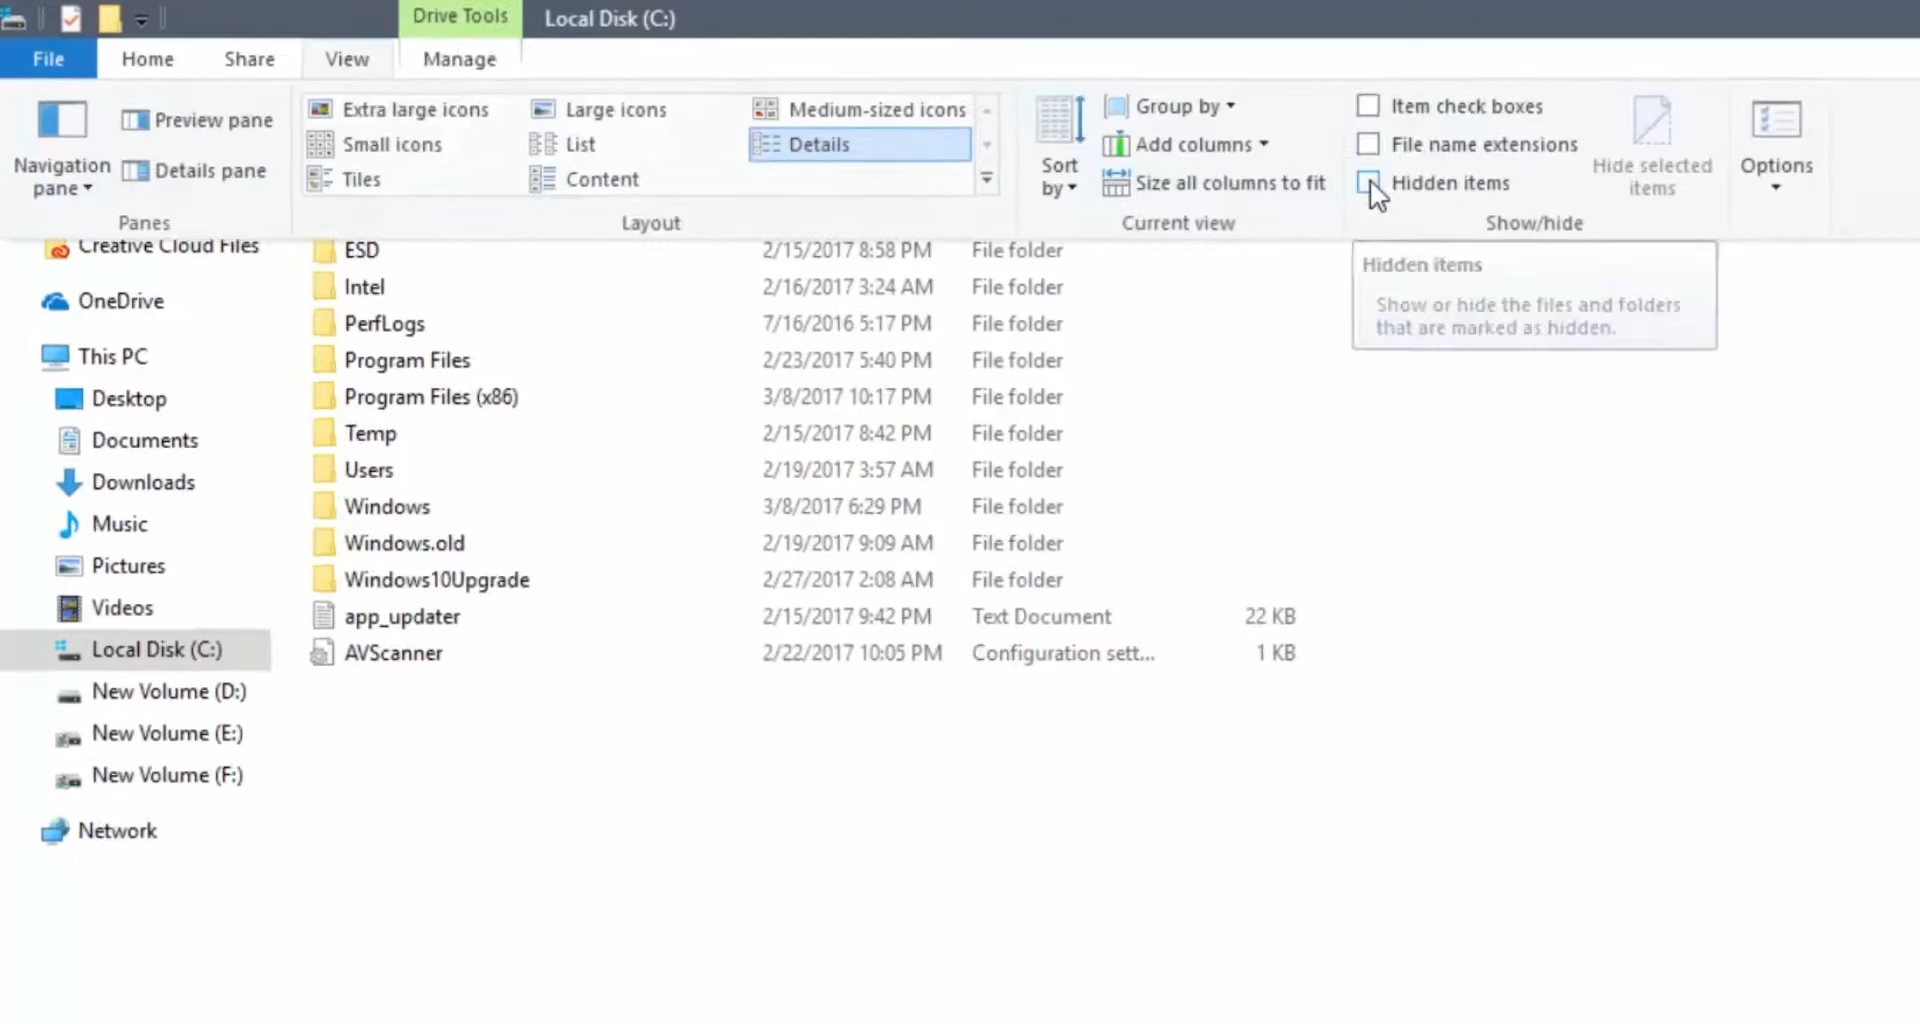 Drive Tools
Local Disk (C:)
File
Home
Share
View
Manage
Navigation
pane
Preview pane
Details pane
Panes
Extra large icons
Large icons
Medium-sized icons
Small icons
List
Details
Tiles
Content
Layout
Sort
by
Group by
Add columns
Size all columns to fit
Current view
Item check boxes
File name extensions
Hidden items
Hide selected
items
Show/hide
Options
Hidden items
Show or hide the files and folders
that are marked as hidden.
Creative Cloud Files
OneDrive
This PC
Desktop
Documents
Downloads
Music
Pictures
Videos
Local Disk (C:)
New Volume (D:)
New Volume (E:)
New Volume (F:)
Network
ESD 2/15/2017 8:58 PM File folder
Intel 2/16/2017 3:24 AM File folder
PerfLogs 7/16/2016 5:17 PM File folder
Program Files 2/23/2017 5:40 PM File folder
Program Files (x86) 3/8/2017 10:17 PM File folder
Temp 2/15/2017 8:42 PM File folder
Users 2/19/2017 3:57 AM File folder
Windows 3/8/2017 6:29 PM File folder
Windows.old 2/19/2017 9:09 AM File folder
Windows10Upgrade 2/27/2017 2:08 AM File folder
app_updater 2/15/2017 9:42 PM Text Document 22 KB
AVScanner 2/22/2017 10:05 PM Configuration sett... 1 KB